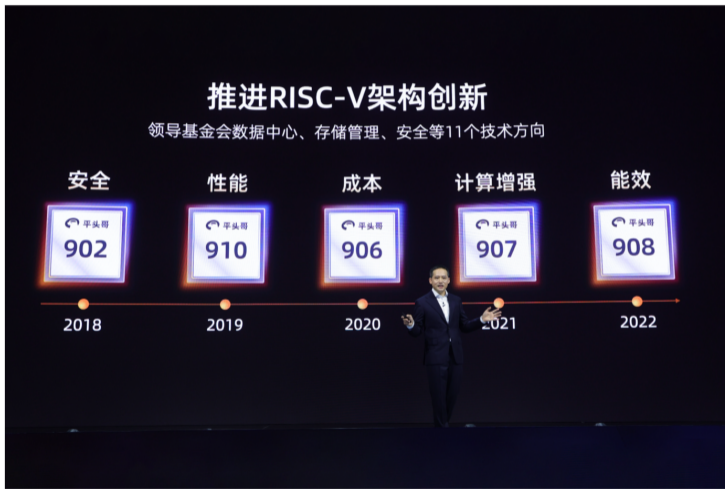 推进RISC-V架构创新
领导基金会数据中心、存储管理、安全等11个技术方向
安全 性能 成本 计算增强 能效
平头哥 平头哥 平头哥 平头哥 平头哥
902 910 906 907 908
2018 2019 2020 2021 2022